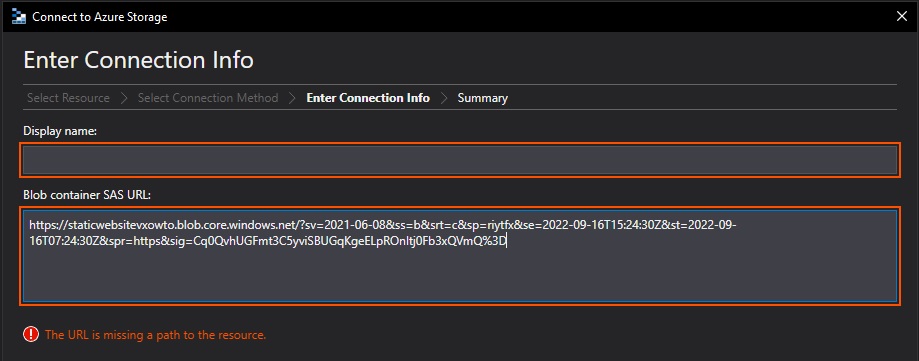 Connect to Azure Storage
Enter Connection Info
Select Resource > Select Connection Method > Enter Connection Info > Summary
Display name:
Blob container SAS URL:
https://staticwebsitevxowto.blob.core.windows.net/?sv=2021-06-08&ss=b&srt=c&sp=riytfx&se=2022-09-16T15:24:30Z&st=2022-09-
16T07:24:30Z&spr=https&sig=Cq0QvhUGFmt3C5yviSBUGqKgeELpROnItj0Fb3xQVmQ%3D
The URL is missing a path to the resource.